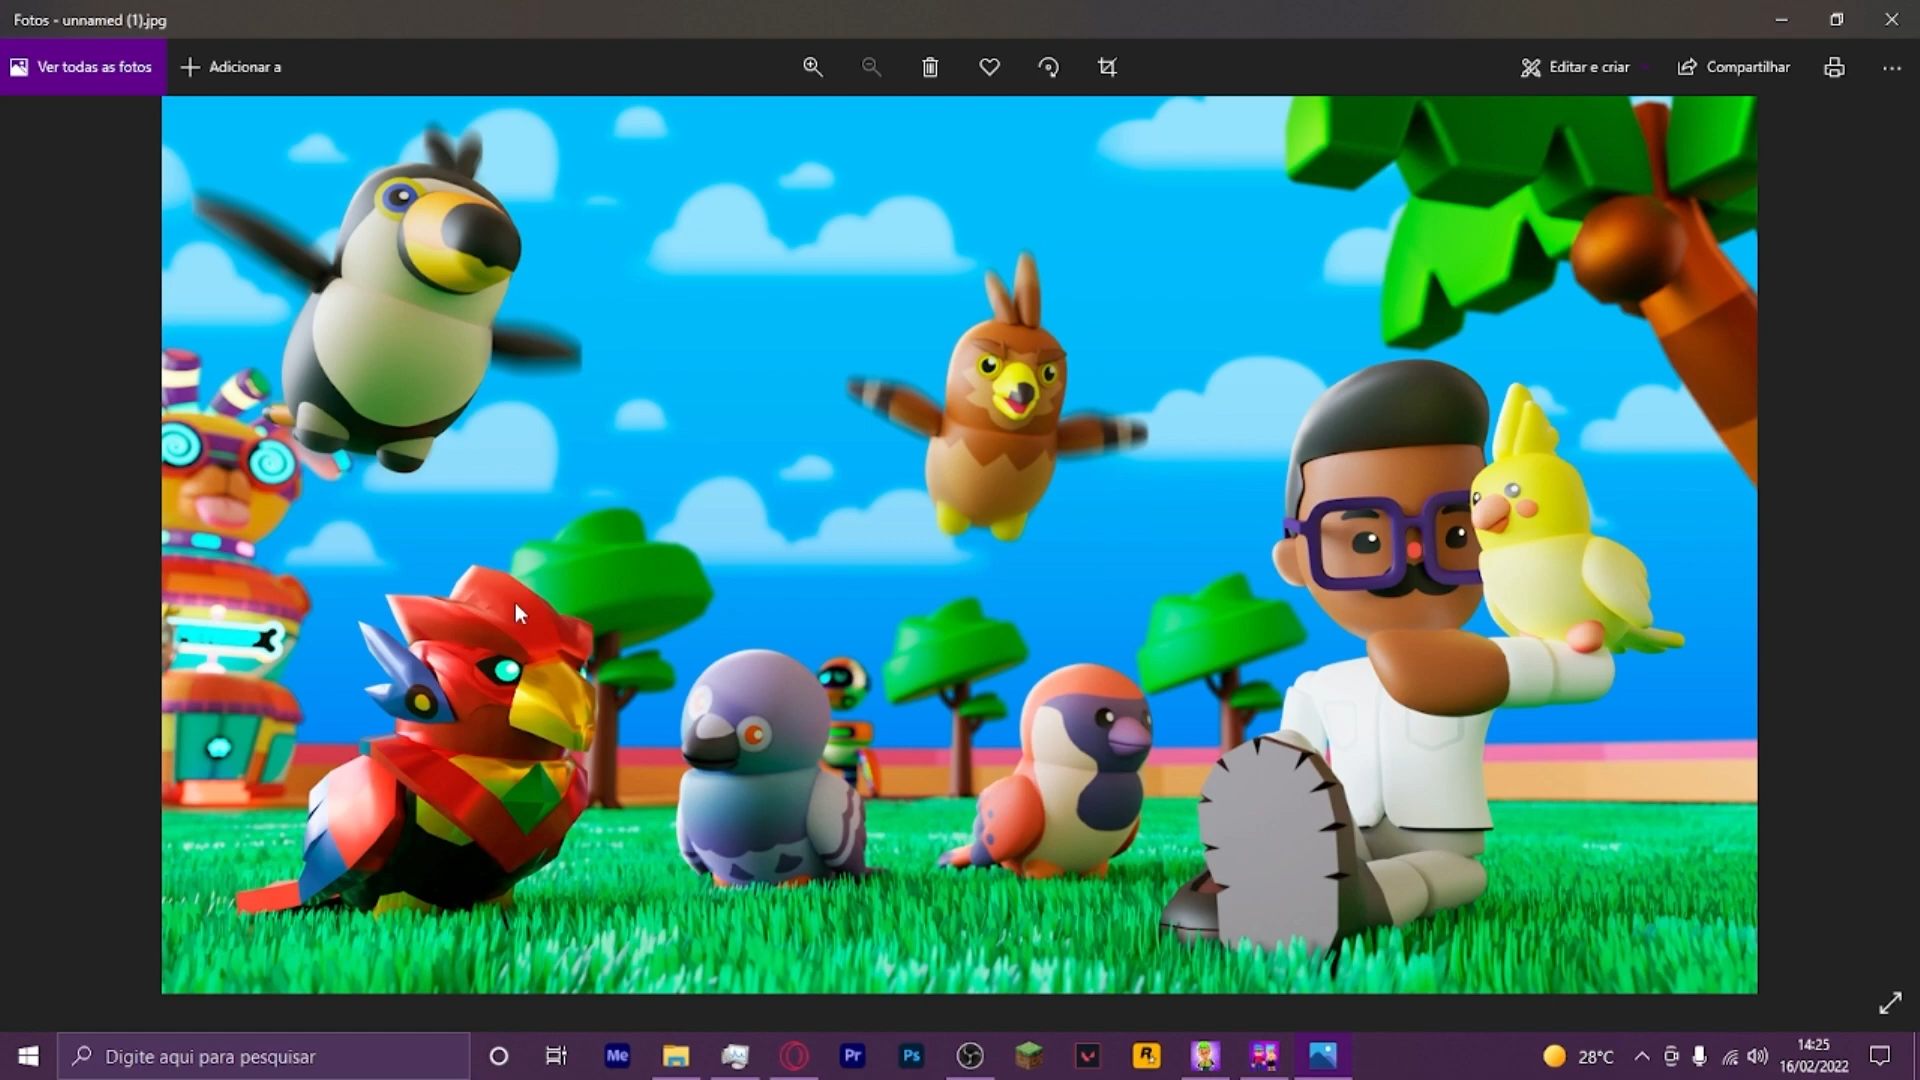 Fotos - unnamed (1).jpg
Ver todas as fotos
Adicionar a
Editar e criar
Compartilhar
Digite aqui para pesquisar
Me
Pr
Ps
R
28°C
14:25
16/02/2022